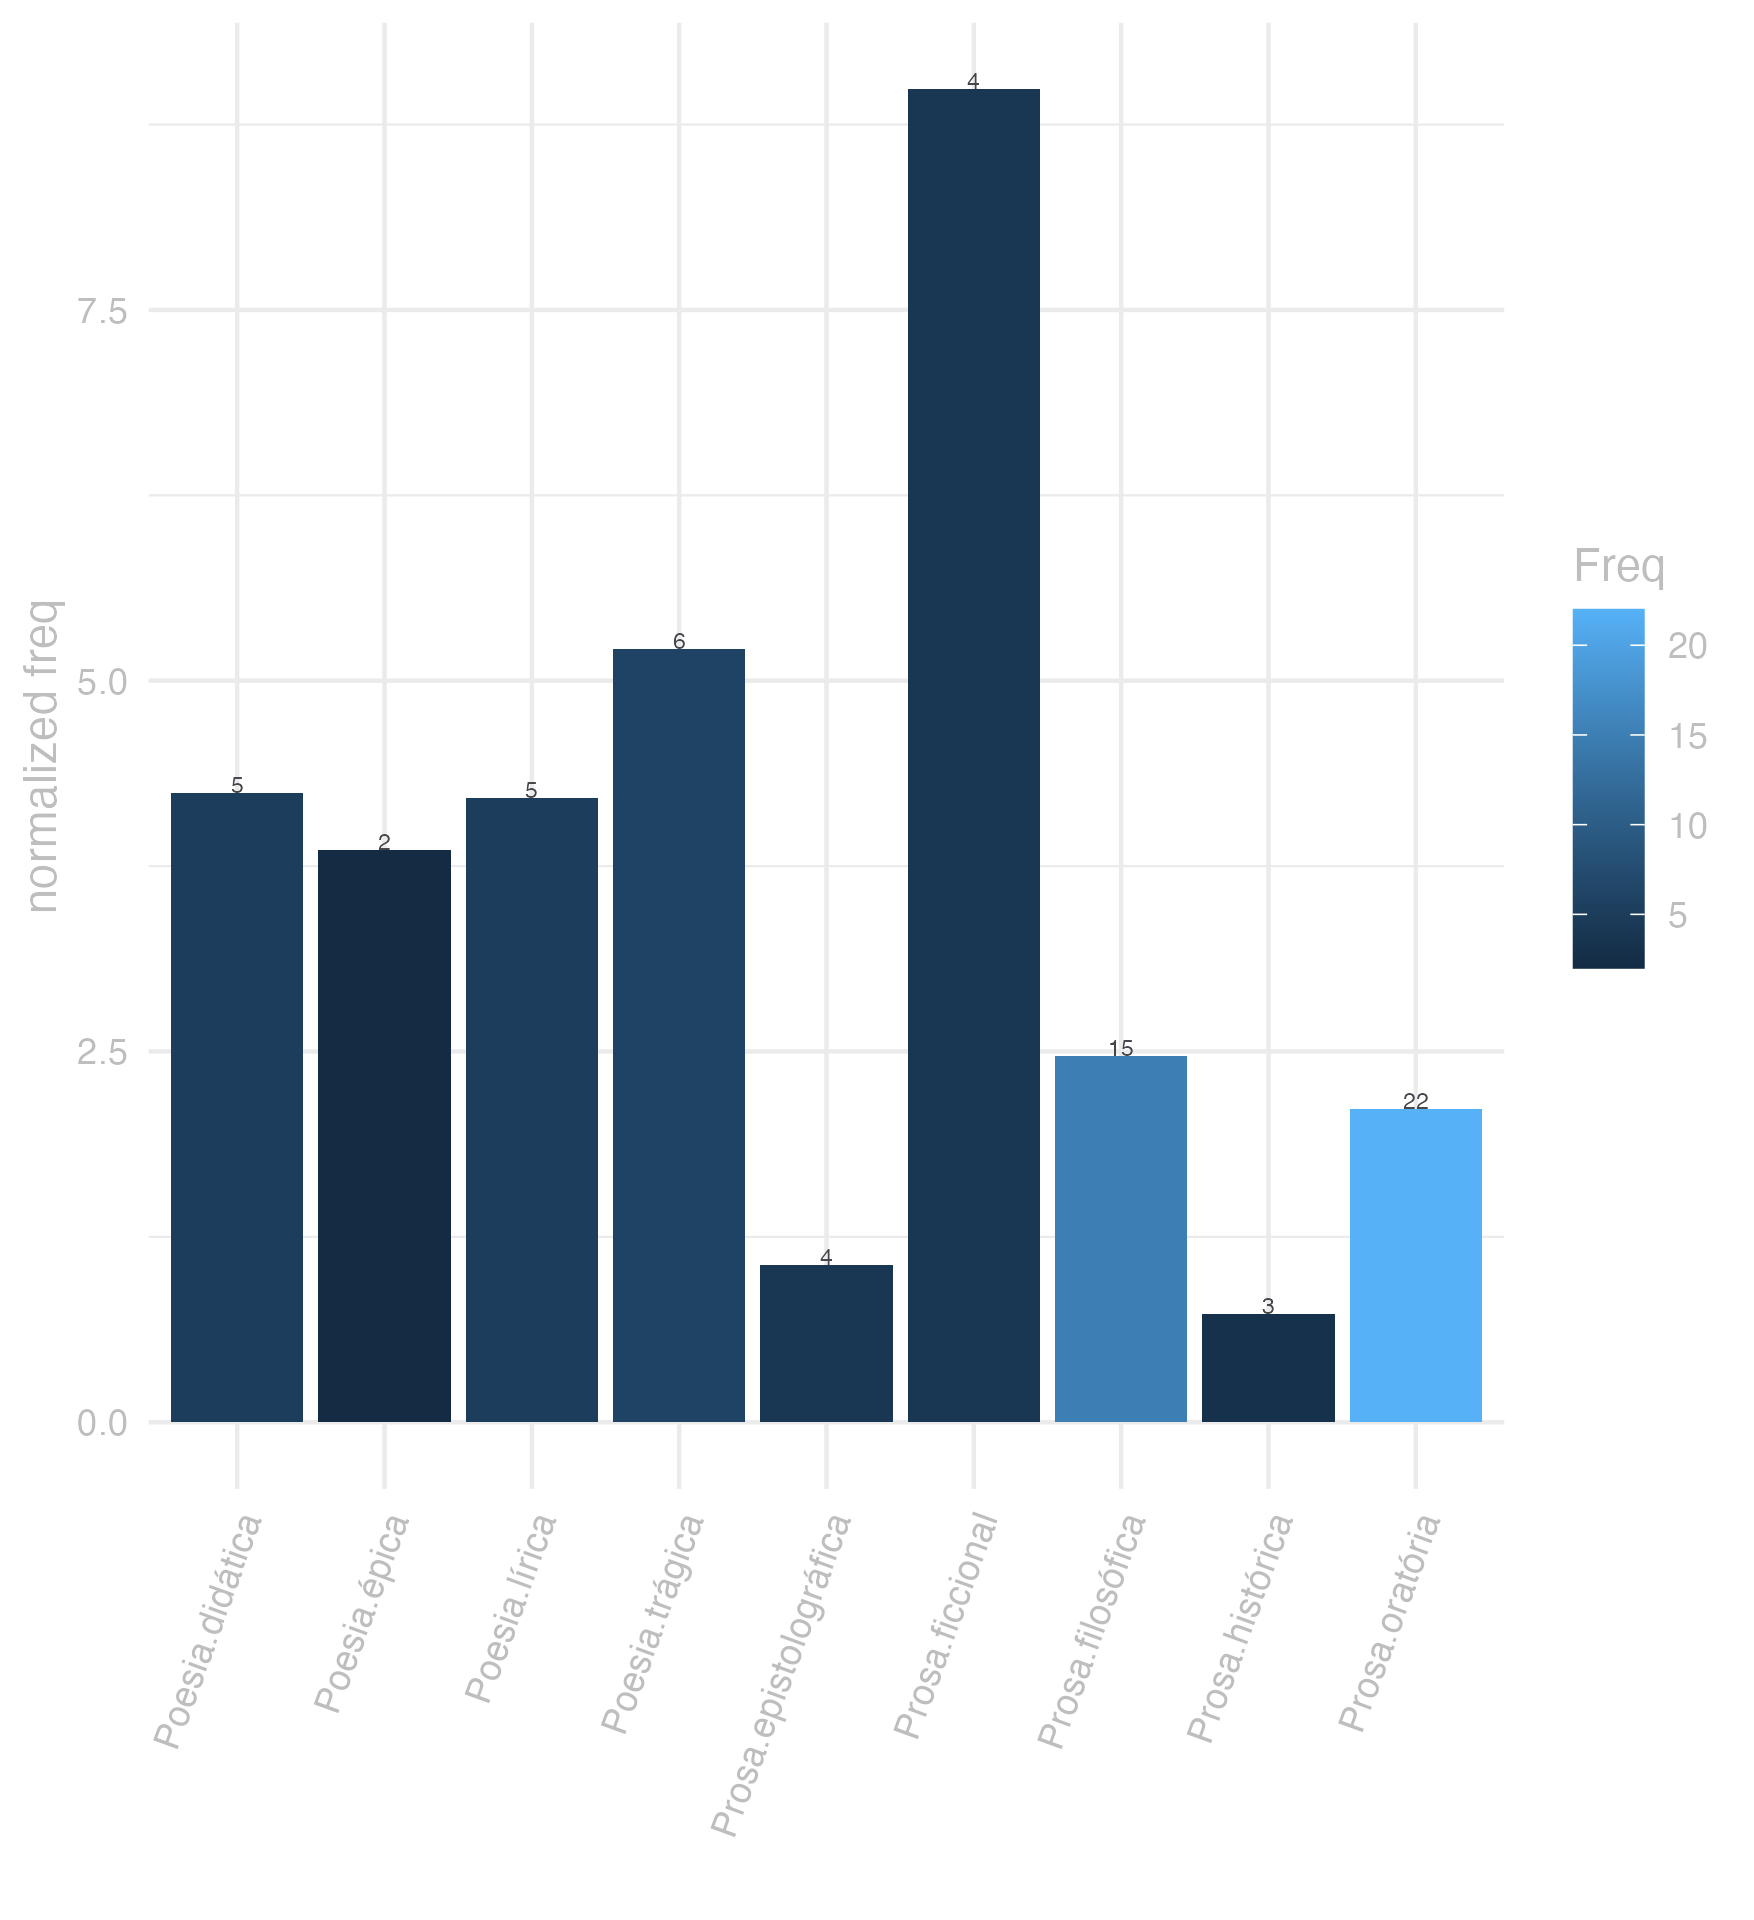 4
7.5
6
5.0
5
5
2
normalized freq
15
2.5
22
4
3
0.0
Poesia.didática
Poesia.épica
Poesia.lírica
Poesia.trágica
Prosa.epistolográfica
Prosa.ficcional
Prosa.filosófica
Prosa.histórica
Prosa.oratória
Freq
20
15
10
5